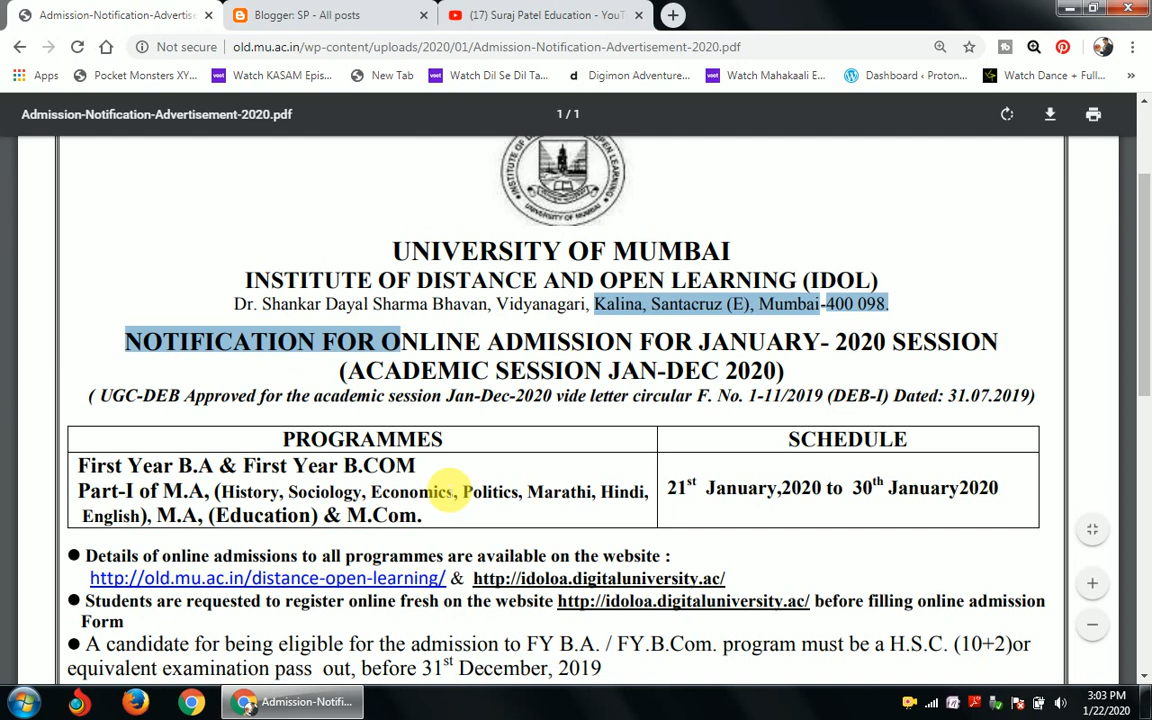 Admission-Notification-Advertise
Blogger: SP - All posts
(17) Suraj Patel Education - YouT
Not secure
old.mu.ac.in/wp-content/uploads/2020/01/Admission-Notification-Advertisement-2020.pdf
Apps
Pocket Monsters XY...
Watch KASAM Epis...
New Tab
Watch Dil Se Dil Ta...
Digimon Adventure...
Watch Mahakaali E...
Dashboard ‹ Proton...
Watch Dance + Full...
»
Admission-Notification-Advertisement-2020.pdf
1 / 1
INSTITUTE OF DISTANCE AND OPEN LEARNING
UNIVERSITY OF MUMBAI
UNIVERSITY OF MUMBAI
INSTITUTE OF DISTANCE AND OPEN LEARNING (IDOL)
Dr. Shankar Dayal Sharma Bhavan, Vidyanagari, Kalina, Santacruz (E), Mumbai-400 098.
NOTIFICATION FOR ONLINE ADMISSION FOR JANUARY- 2020 SESSION
(ACADEMIC SESSION JAN-DEC 2020)
( UGC-DEB Approved for the academic session Jan-Dec-2020 vide letter circular F. No. 1-11/2019 (DEB-I) Dated: 31.07.2019)
PROGRAMMES
SCHEDULE
First Year B.A & First Year B.COM
Part-I of M.A, (History, Sociology, Economics, Politics, Marathi, Hindi,
English), M.A, (Education) & M.Com.
21st January,2020 to 30th January2020
● Details of online admissions to all programmes are available on the website :
http://old.mu.ac.in/distance-open-learning/ & http://idoloa.digitaluniversity.ac/
● Students are requested to register online fresh on the website http://idoloa.digitaluniversity.ac/ before filling online admission
Form
● A candidate for being eligible for the admission to FY B.A. / FY.B.Com. program must be a H.S.C. (10+2)or
equivalent examination pass out, before 31st December, 2019
Admission-Notifi...
3:03 PM
1/22/2020